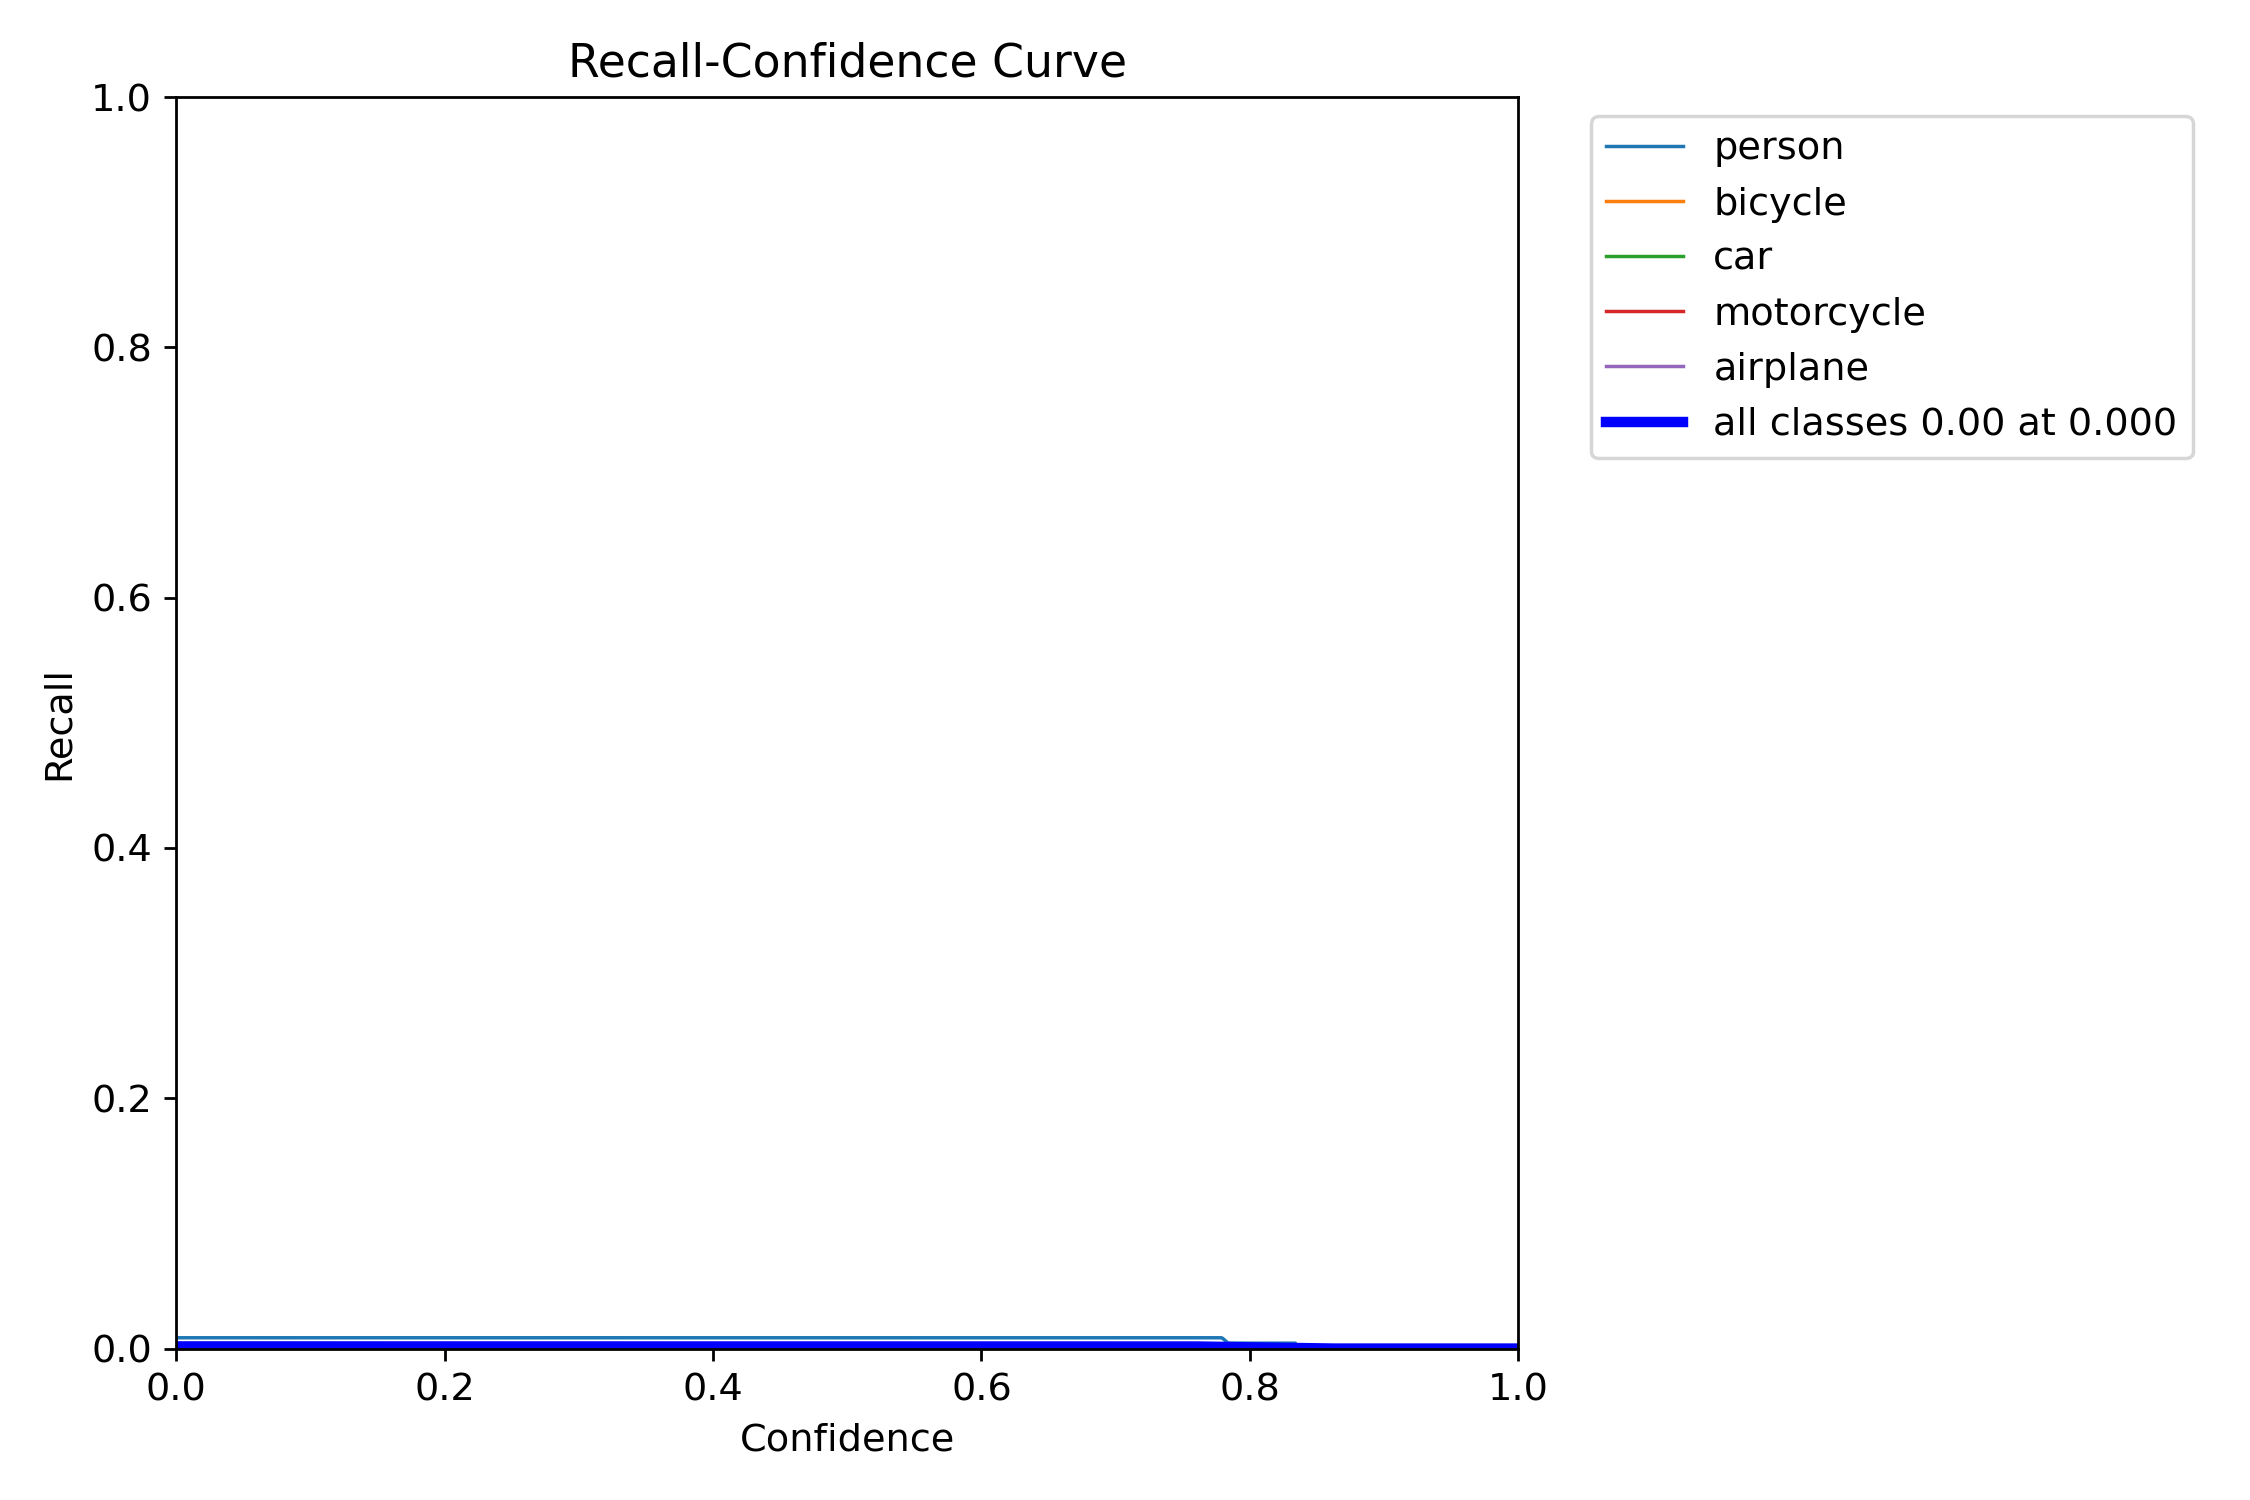 Recall-Confidence Curve
1.0
0.8
0.6
0.4
0.2
0.0
Recall
0.0 0.2 0.4 0.6 0.8 1.0
Confidence
person
bicycle
car
motorcycle
airplane
all classes 0.00 at 0.000